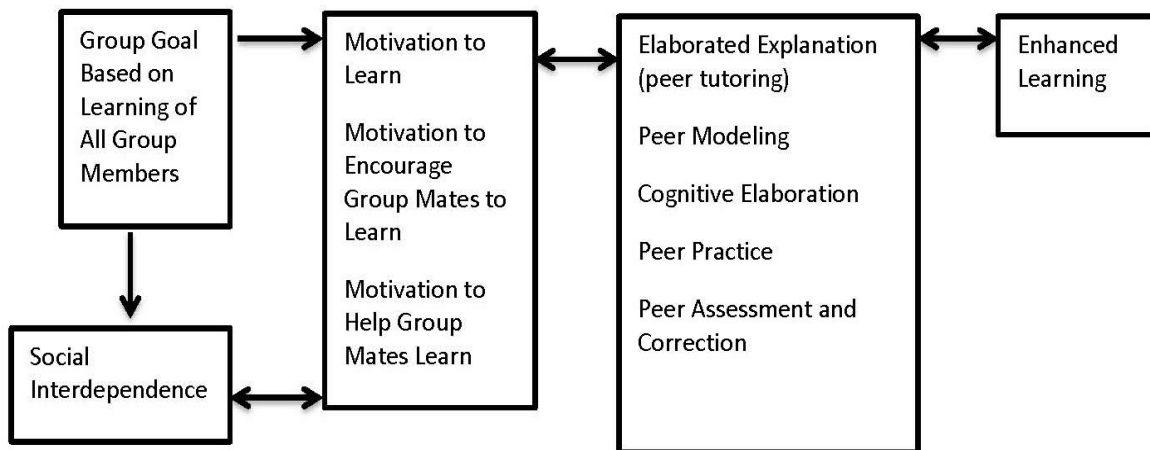 Group Goal
Based on
Learning of
All Group
Members
Social
Interdependence
Motivation to
Learn
Motivation to
Encourage
Group Mates to
Learn
Motivation to
Help Group
Mates Learn
Elaborated Explanation
(peer tutoring)
Peer Modeling
Cognitive Elaboration
Peer Practice
Peer Assessment and
Correction
Enhanced
Learning